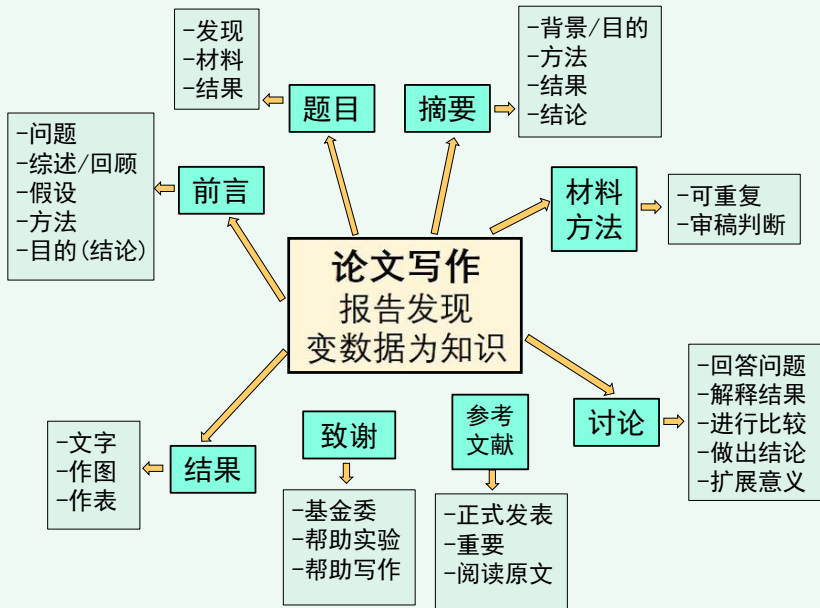 -发现
-材料
-结果
题目
摘要
-背景/目的
-方法
-结果
-结论
-问题
-综述/回顾
-假设
-方法
-目的(结论)
前言
材料
方法
-可重复
-审稿判断
论文写作
报告发现
变数据为知识
-文字
-作图
-作表
结果
致谢
-基金委
-帮助实验
-帮助写作
参考
文献
-正式发表
-重要
-阅读原文
讨论
-回答问题
-解释结果
-进行比较
-做出结论
-扩展意义